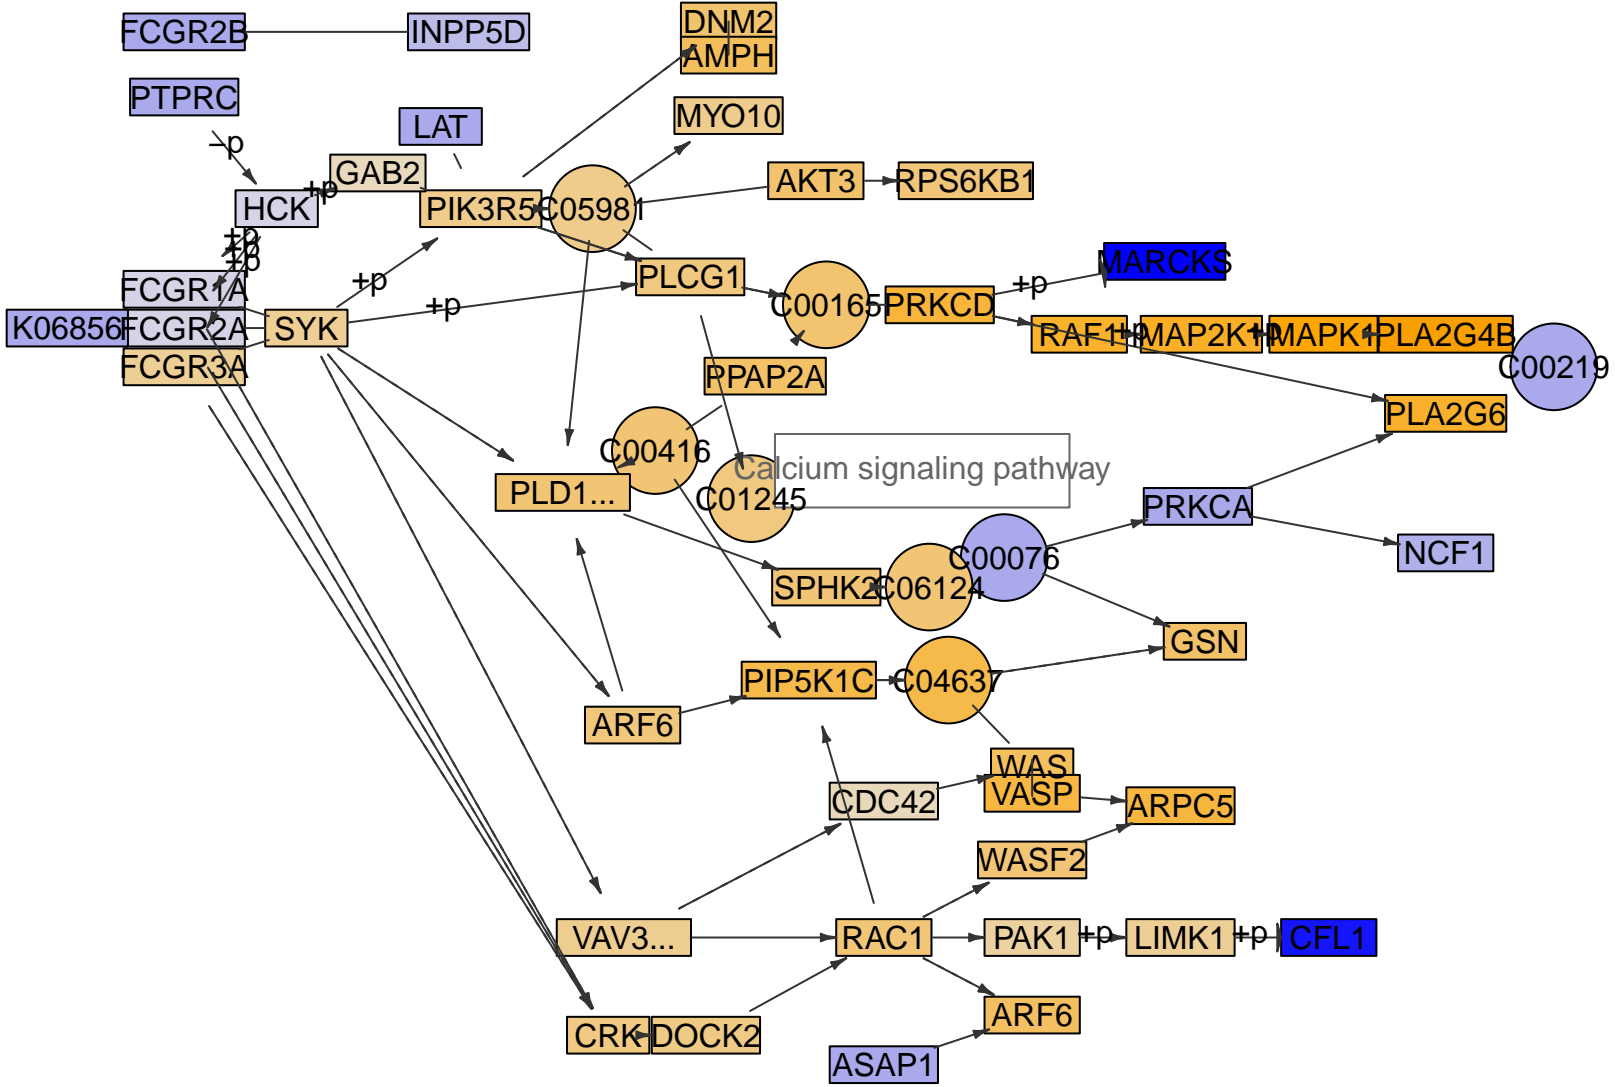 DNM2
FCGR2B
INPP5D
AMPH
PTPRC
MYO10
LAT
–p
GAB2
AKT3
RPS6KB1
+p
HCK
PIK3R5
C05981
+p
+p
+p
MARCKS
PLCG1
+p
+p
FCGR1A
C00165
PRKCD
+p
K06856
FCGR2A
SYK
RAF1
+p
MAP2K1
+p
MAPK1
PLA2G4B
FCGR3A
PPAP2A
C00219
PLA2G6
C00416
Calcium signaling pathway
PLD1...
C01245
PRKCA
NCF1
C00076
SPHK2
C06124
GSN
PIP5K1C
C04637
ARF6
WAS
VASP
CDC42
ARPC5
WASF2
VAV3...
RAC1
PAK1
+p
LIMK1
+p
CFL1
ARF6
CRK
DOCK2
ASAP1